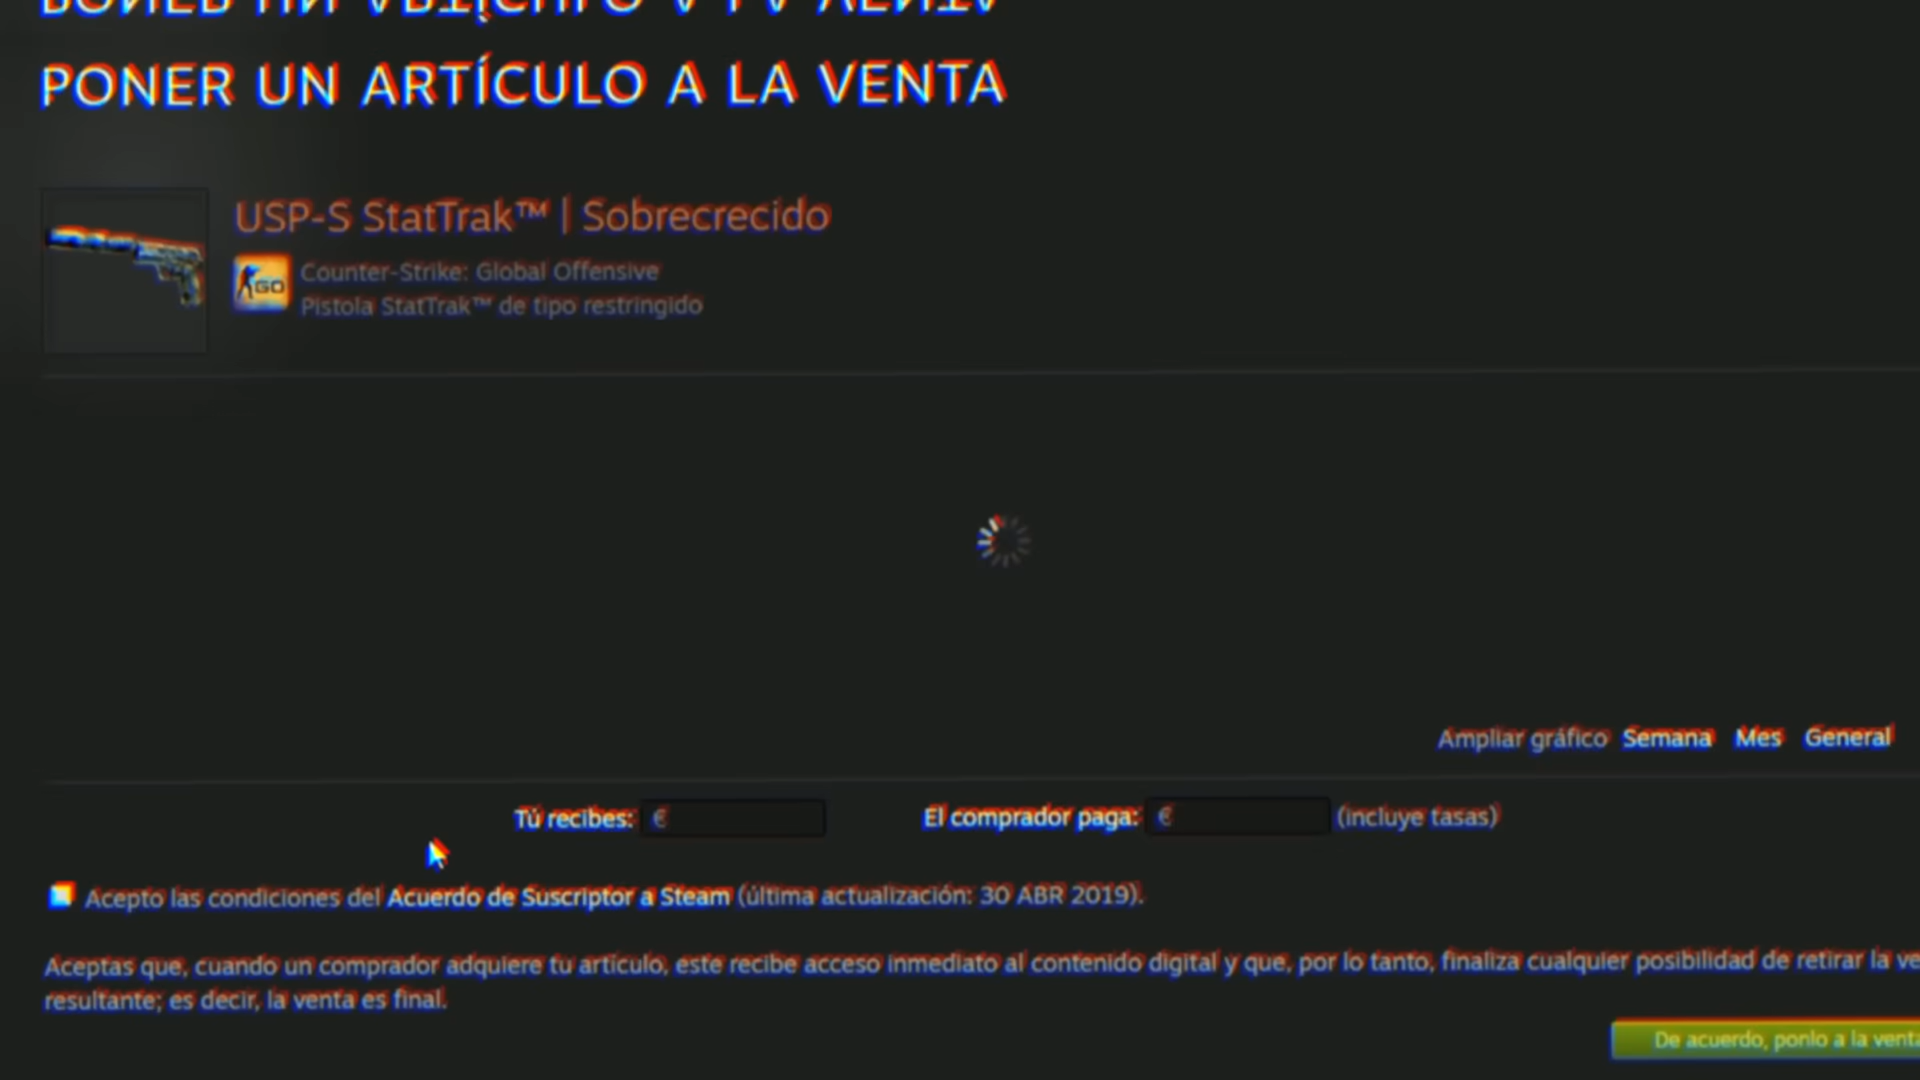 PONER UN ARTÍCULO A LA VENTA
USP-S StatTrak™ | Sobrecrecido
GO
Counter-Strike: Global Offensive
Pistola StatTrak™ de tipo restringido
Ampliar gráfico Semana Mes General
Tú recibes: € El comprador paga: € (incluye tasas)
Acepto las condiciones del Acuerdo de Suscriptor a Steam (última actualización: 30 ABR 2019).
Aceptas que, cuando un comprador adquiere tu artículo, este recibe acceso inmediato al contenido digital y que, por lo tanto, finaliza cualquier posibilidad de retirar la ve
resultante; es decir, la venta es final.
De acuerdo, ponlo a la venta